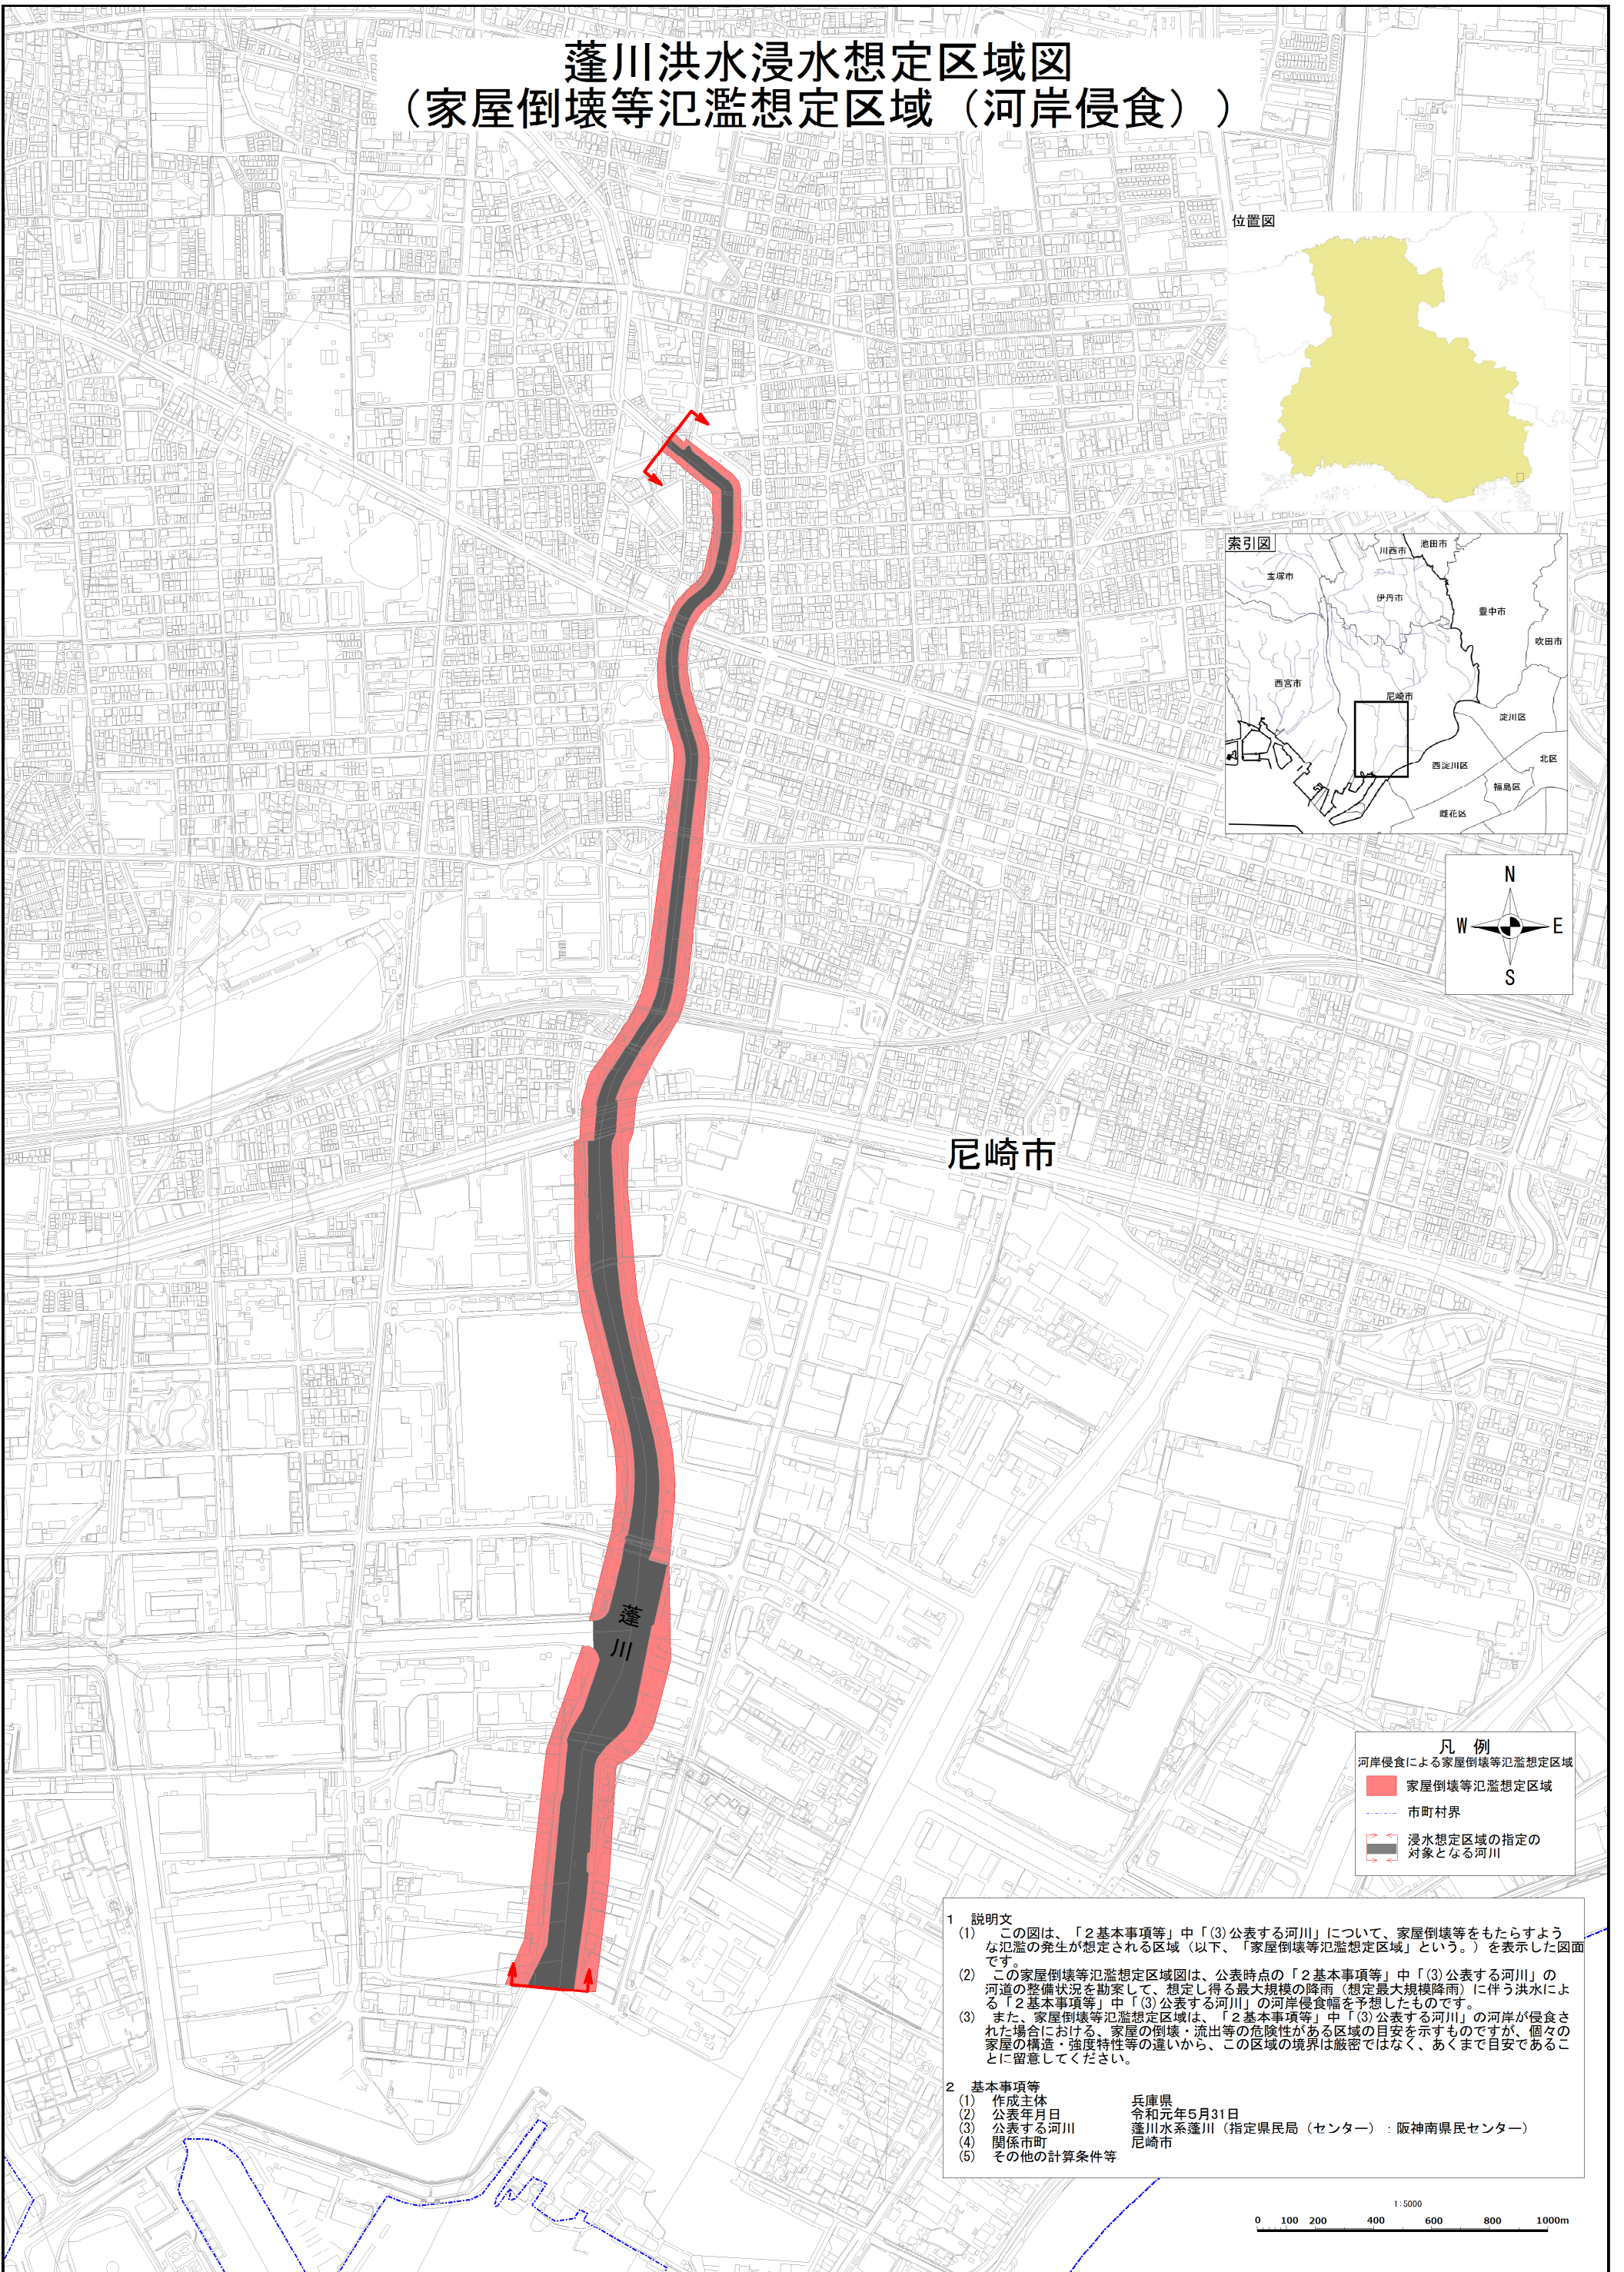 蓬川洪水浸水想定区域図
（家屋倒壊等氾濫想定区域（河岸侵食））
位置図
索引図
川西市
池田市
宝塚市
伊丹市
豊中市
吹田市
西宮市
尼崎市
淀川区
西淀川区
北区
福島区
此花区
N
W
E
S
尼崎市
蓬
川
凡　例
河岸侵食による家屋倒壊等氾濫想定区域
家屋倒壊等氾濫想定区域
市町村界
浸水想定区域の指定の
対象となる河川
1　説明文
(1)　この図は、「２基本事項等」中「(3)公表する河川」について、家屋倒壊等をもたらすよう
な氾濫の発生が想定される区域（以下、「家屋倒壊等氾濫想定区域」という。）を表示した図面
です。
(2)　この家屋倒壊等氾濫想定区域図は、公表時点の「２基本事項等」中「(3)公表する河川」の
河道の整備状況を勘案して、想定し得る最大規模の降雨（想定最大規模降雨）に伴う洪水によ
る「２基本事項等」中「(3)公表する河川」の河岸侵食幅を予想したものです。
(3)　また、家屋倒壊等氾濫想定区域は、「２基本事項等」中「(3)公表する河川」の河岸が侵食さ
れた場合における、家屋の倒壊・流出等の危険性がある区域の目安を示すものですが、個々の
家屋の構造・強度特性等の違いから、この区域の境界は厳密ではなく、あくまで目安であるこ
とに留意してください。
2　基本事項等
(1)　作成主体　兵庫県
(2)　公表年月日　令和元年5月31日
(3)　公表する河川　蓬川水系蓬川（指定県民局（センター）：阪神南県民センター）
(4)　関係市町　尼崎市
(5)　その他の計算条件等
1:5000
0 100 200 400 600 800 1000m